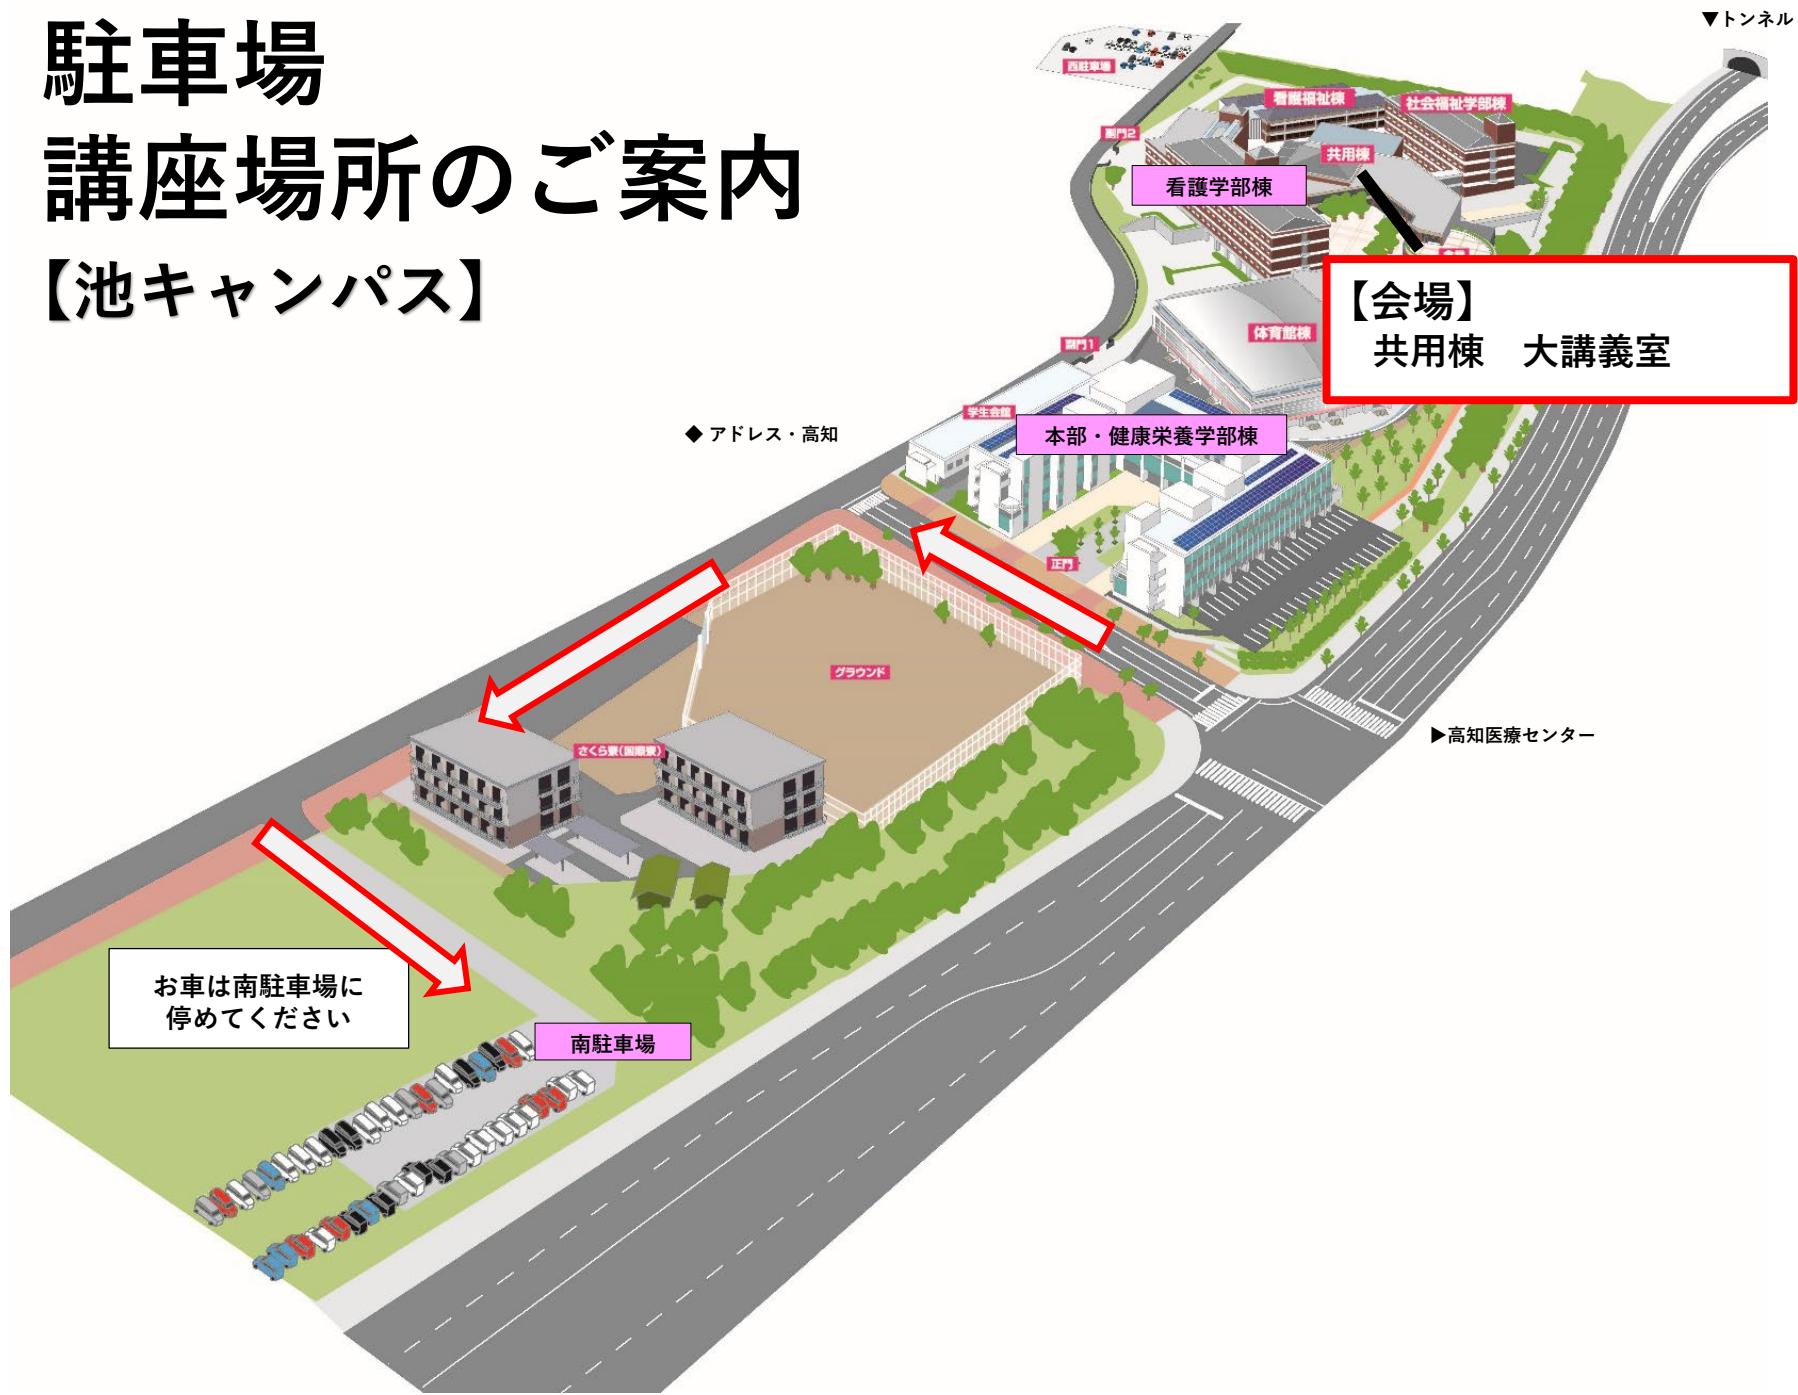 駐車場
講座場所のご案内
【池キャンパス】
▼トンネル
西駐車場
看護福祉棟
社会福祉学部棟
副門2
共用棟
看護学部棟
会場
【会場】
共用棟　大講義室
体育館棟
副門1
学生会館
◆ アドレス・高知
本部・健康栄養学部棟
正門
グラウンド
▶高知医療センター
さくら寮(国順寮)
お車は南駐車場に
停めてください
南駐車場